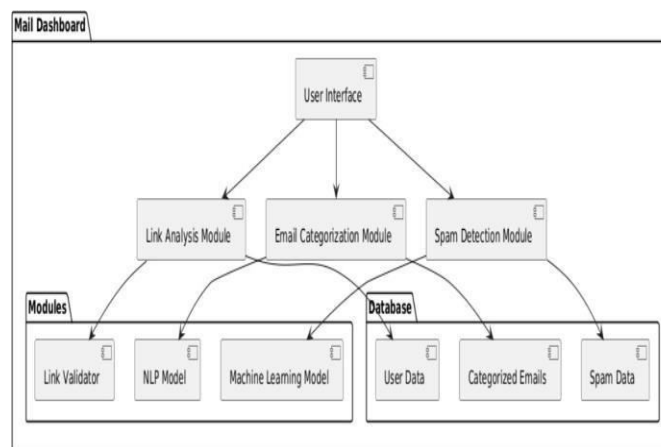 Mail Dashboard
User Interface
Link Analysis Module
Email Categorization Module
Spam Detection Module
Modules
Database
Link Validator
NLP Model
Machine Learning Model
User Data
Categorized Emails
Spam Data